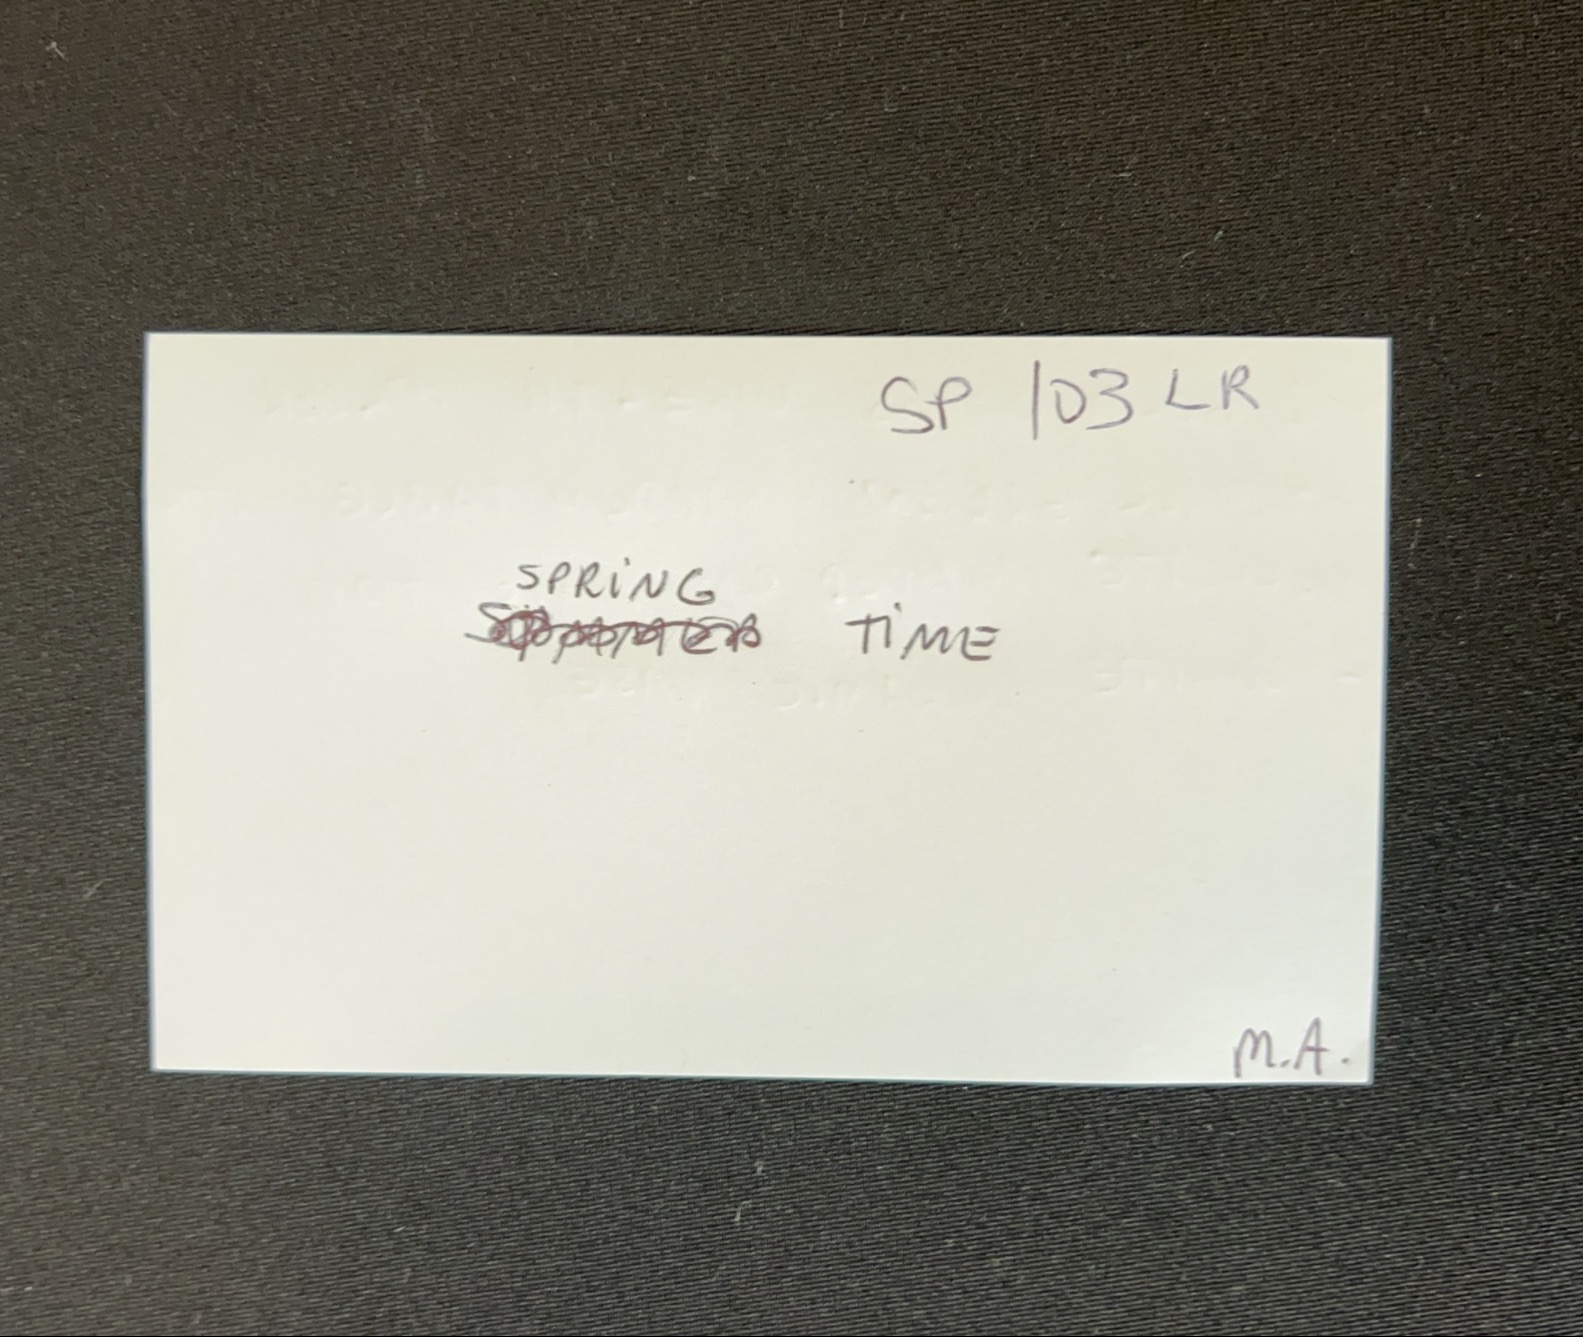 SP 103 LR
SPRiNG
TiME
M.A.